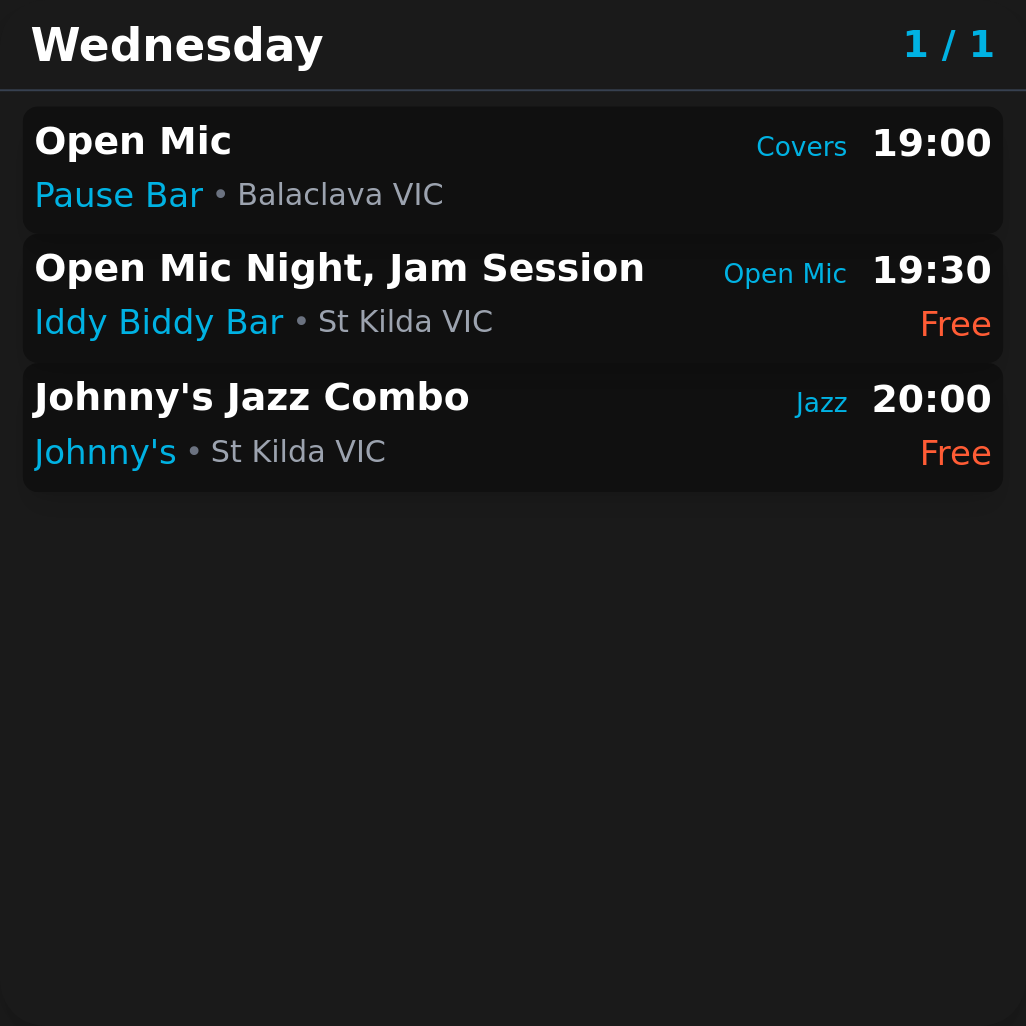 Wednesday 1 / 1
Open Mic Covers 19:00
Pause Bar • Balaclava VIC
Open Mic Night, Jam Session Open Mic 19:30
Iddy Biddy Bar • St Kilda VIC Free
Johnny's Jazz Combo Jazz 20:00
Johnny's • St Kilda VIC Free